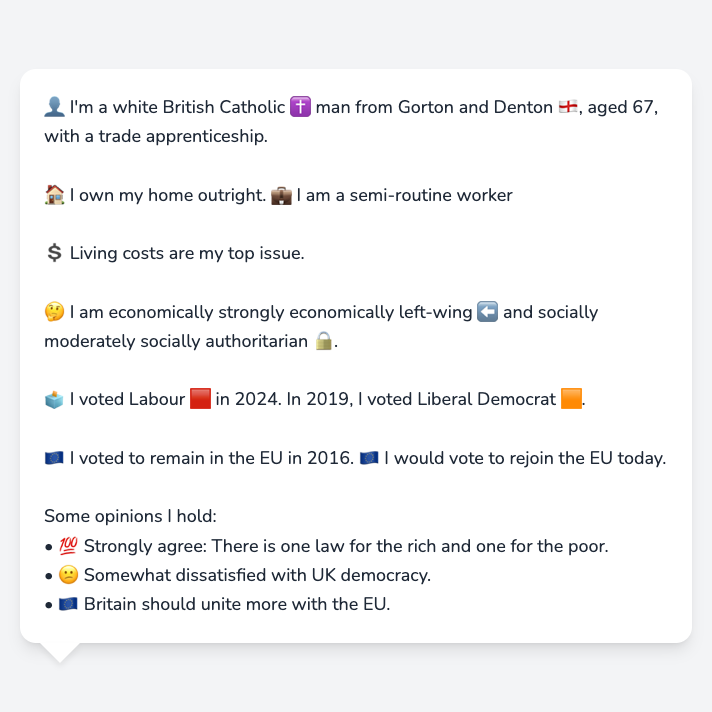 👤 I'm a white British Catholic ✝️ man from Gorton and Denton 🏴󠁧󠁢󠁥󠁮󠁧󠁿, aged 67,
with a trade apprenticeship.
🏠 I own my home outright. 💼 I am a semi-routine worker
💲 Living costs are my top issue.
🤔 I am economically strongly economically left-wing ⬅️ and socially
moderately socially authoritarian 🔒.
🗳️ I voted Labour 🟥 in 2024. In 2019, I voted Liberal Democrat 🟧.
🇪🇺 I voted to remain in the EU in 2016. 🇪🇺 I would vote to rejoin the EU today.
Some opinions I hold:
• 💯 Strongly agree: There is one law for the rich and one for the poor.
• 😕 Somewhat dissatisfied with UK democracy.
• 🇪🇺 Britain should unite more with the EU.